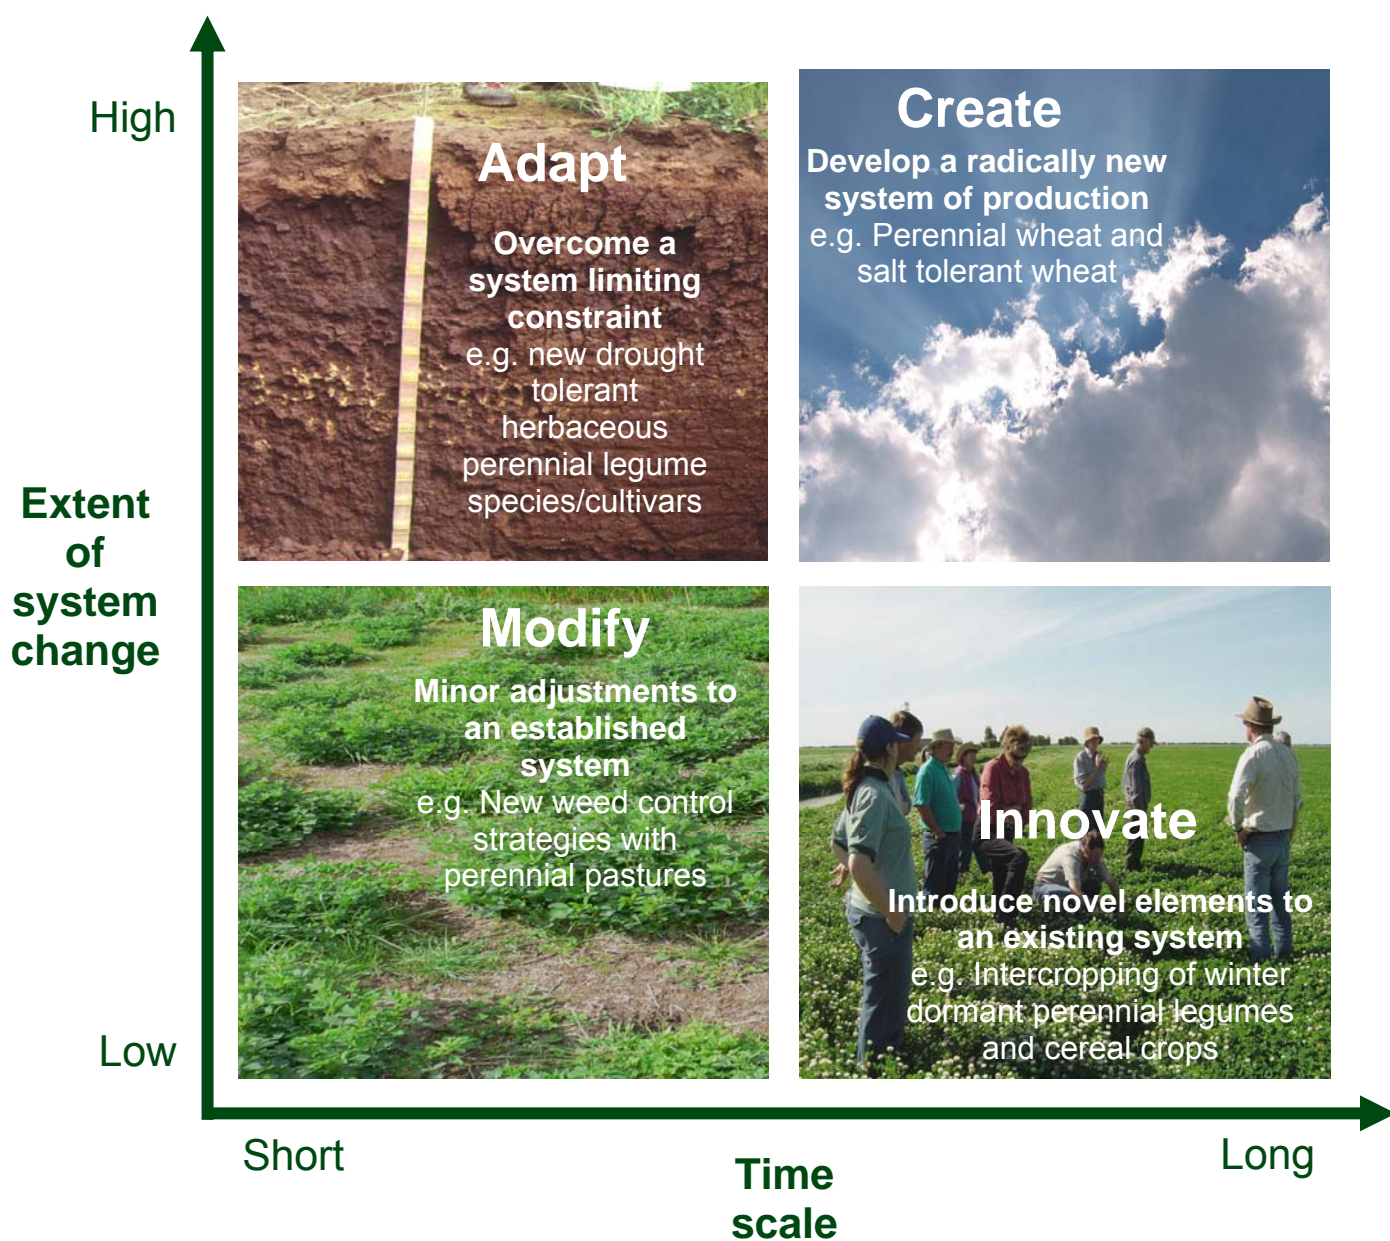 High
Extent
of
system
change
Low
Adapt
Overcome a
system limiting
constraint
e.g. new drought
tolerant
herbaceous
perennial legume
species/cultivars
Create
Develop a radically new
system of production
e.g. Perennial wheat and
salt tolerant wheat
Modify
Minor adjustments to
an established
system
e.g. New weed control
strategies with
perennial pastures
Innovate
Introduce novel elements to
an existing system
e.g. Intercropping of winter
dormant perennial legumes
and cereal crops
Short
Time
scale
Long